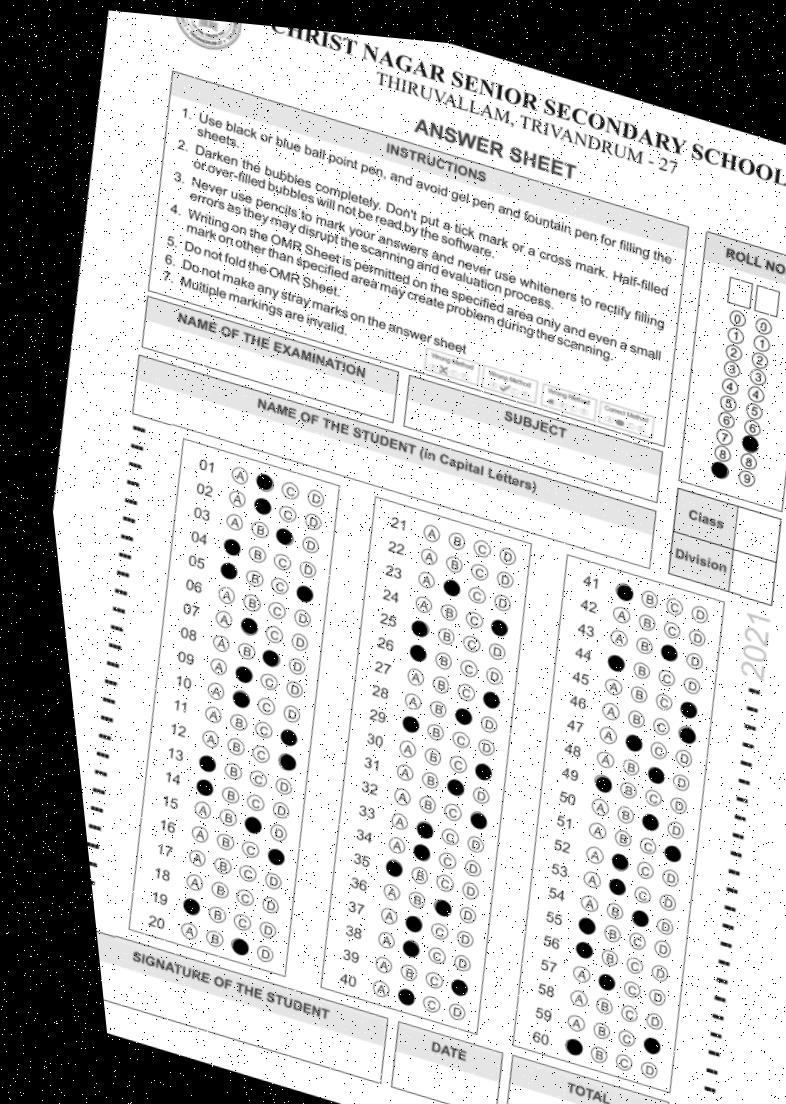 CHRIST NAGAR SENIOR SECONDARY SCHOOL
THIRUVALLAM, TRIVANDRUM - 27
ANSWER SHEET
INSTRUCTIONS
1. Use black or blue ball point pen, and avoid gel pen and fountain pen for filling the
sheets.
2. Darken the bubbles completely. Don't put a tick mark or a cross mark. Half-filled
or over-filled bubbles will not be read by the software.
3. Never use pencils to mark your answers and never use whiteners to rectify filling
errors as they may disrupt the scanning and evaluation process.
4. Writing on the OMR Sheet is permitted on the specified area only and even a small
mark on other than specified area may create problem during the scanning.
5. Do not fold the OMR Sheet.
6. Do not make any stray marks on the answer sheet
7. Multiple markings are invalid.
Wrong Method Wrong Method Wrong Method Correct Method
ROLL NO
0 0
1 1
2 2
3 3
4 4
5 5
6 6
7
8 8
9
NAME OF THE EXAMINATION
SUBJECT
NAME OF THE STUDENT (in Capital Letters)
Class
Division
01 A C D
02 A C D
03 A B D
04 B C D
05 B C
06 A B C D
07 A C D
08 A B D
09 A C D
10 A C D
11 A B C
12 A B C
13 B C D
14 B C D
15 A B D
16 A B C
17 A B C D
18 A B C D
19 B C D
20 A B D
21 A B C D
22 A B C D
23 A C D
24 A B C
25 B C D
26 B C D
27 A B C
28 A B D
29 B C D
30 A B C
31 A B D
32 A B C
33 A C D
34 A C D
35 B C D
36 A B D
37 A C D
38 A C D
39 A B C
40 A C D
41 B C D
42 A B C D
43 A B D
44 B C D
45 A B C
46 A B C
47 A C D
48 A B D
49 B C D
50 A B D
51 A B C
52 A C D
53 A C D
54 A B D
55 B C D
56 B C D
57 A C D
58 A B C D
59 A B C
60 B C D
2021
SIGNATURE OF THE STUDENT
DATE
TOTAL